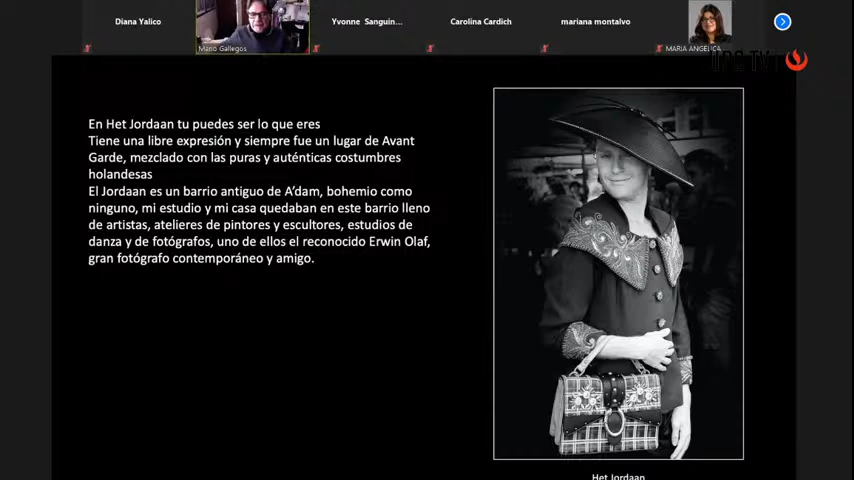 Diana Yalico
Yvonne Sanguin...
Carolina Cardich
mariana montalvo
Mario Gallegos
MARIA ANGELICA
UPC TV
En Het Jordaan tu puedes ser lo que eres
Tiene una libre expresión y siempre fue un lugar de Avant
Garde, mezclado con las puras y auténticas costumbres
holandesas
El Jordaan es un barrio antiguo de A’dam, bohemio como
ninguno, mi estudio y mi casa quedaban en este barrio lleno
de artistas, atelieres de pintores y escultores, estudios de
danza y de fotógrafos, uno de ellos el reconocido Erwin Olaf,
gran fotógrafo contemporáneo y amigo.
Het Jordaan